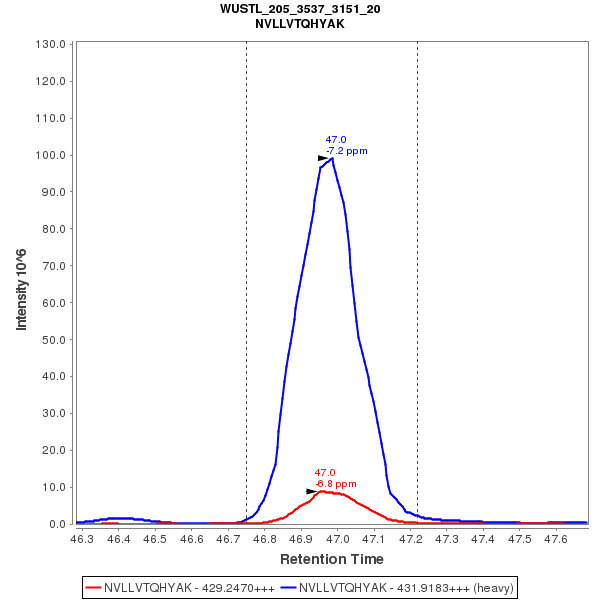 WUSTL_205_3537_3151_20
NVLLVTQHYAK
130.0
120.0
110.0
100.0
90.0
80.0
70.0
60.0
50.0
40.0
30.0
20.0
10.0
0.0
Intensity 10^6
47.0
-7.2 ppm
47.0
-6.8 ppm
46.3 46.4 46.5 46.6 46.7 46.8 46.9 47.0 47.1 47.2 47.3 47.4 47.5 47.6
Retention Time
NVLLVTQHYAK - 429.2470+++ NVLLVTQHYAK - 431.9183+++ (heavy)